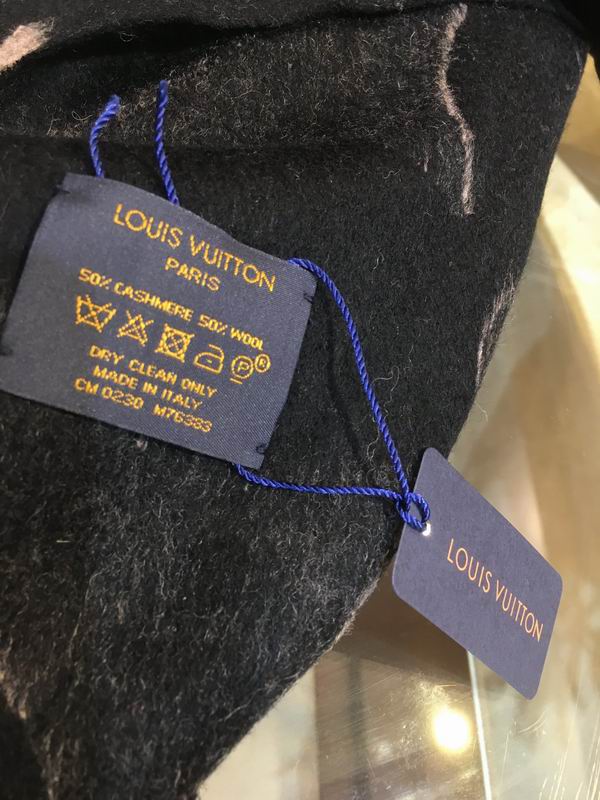 LOUIS VUITTON
PARIS
50% CASHMERE 50% WOOL
P®
DRY CLEAN ONLY
MADE IN ITALY
CM 0230 M76383
LOUIS VUITTON